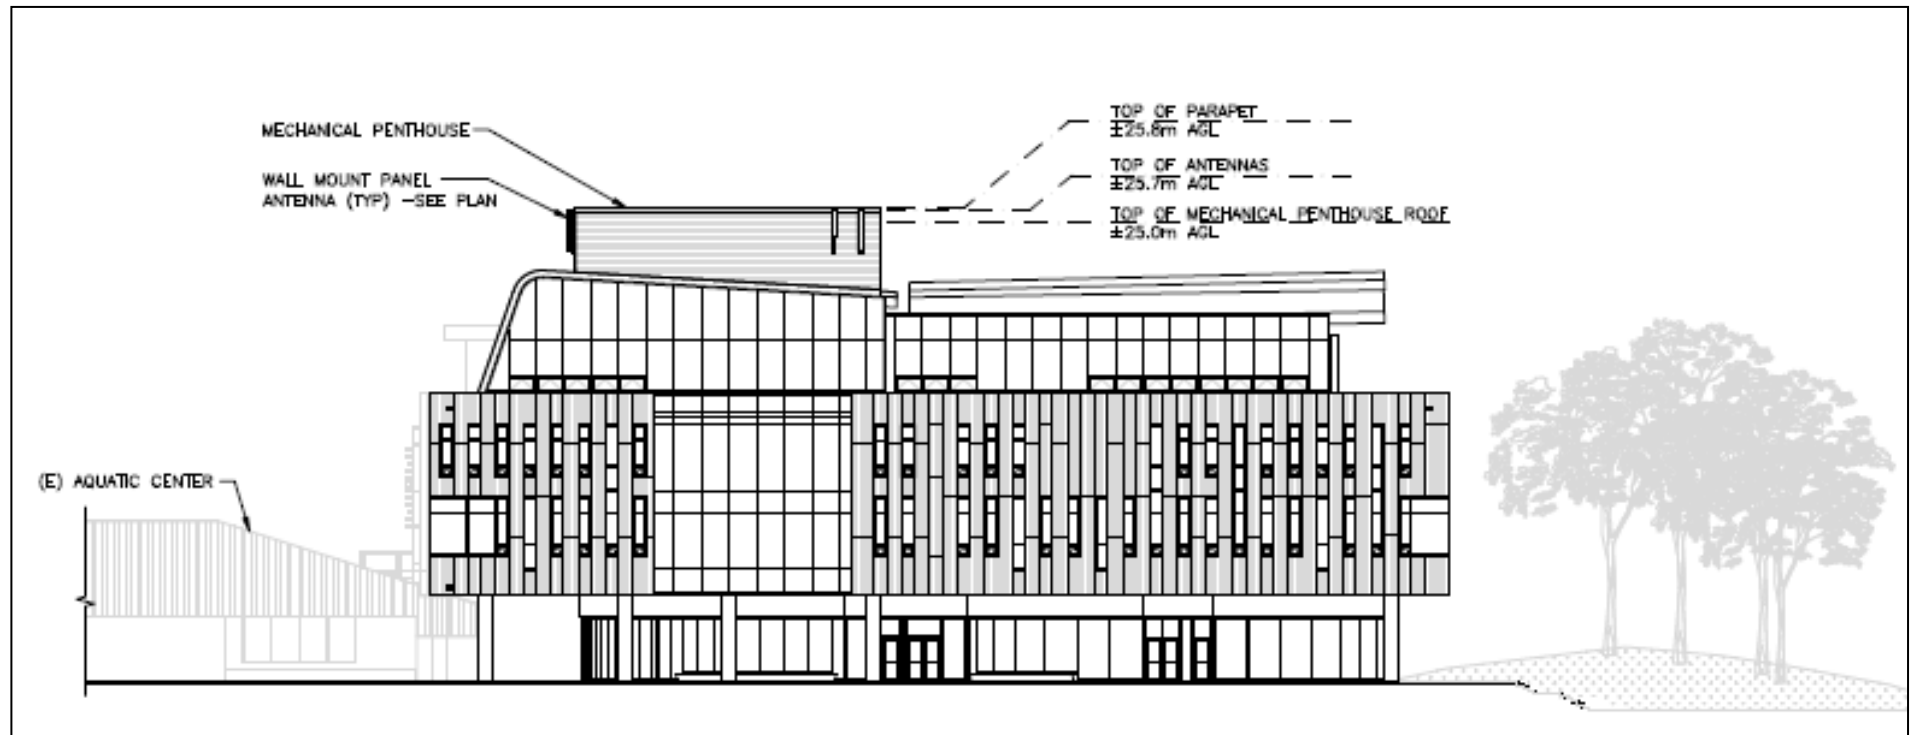 MECHANICAL PENTHOUSE
WALL MOUNT PANEL
ANTENNA (TYP) -SEE PLAN
TOP OF PARAPET
±25.8m AGL
TOP OF ANTENNAS
±25.7m AGL
TOP OF MECHANICAL PENTHOUSE ROOF
±25.0m AGL
(E) AQUATIC CENTER